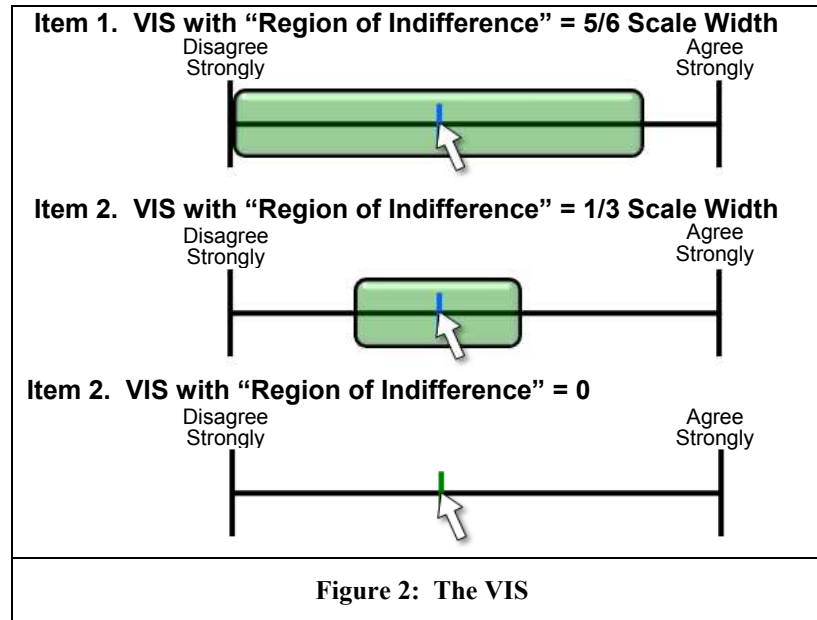 Item 1. VIS with “Region of Indifference” = 5/6 Scale Width
Disagree
Strongly
Agree
Strongly
Item 2. VIS with “Region of Indifference” = 1/3 Scale Width
Disagree
Strongly
Agree
Strongly
Item 2. VIS with “Region of Indifference” = 0
Disagree
Strongly
Agree
Strongly
Figure 2: The VIS